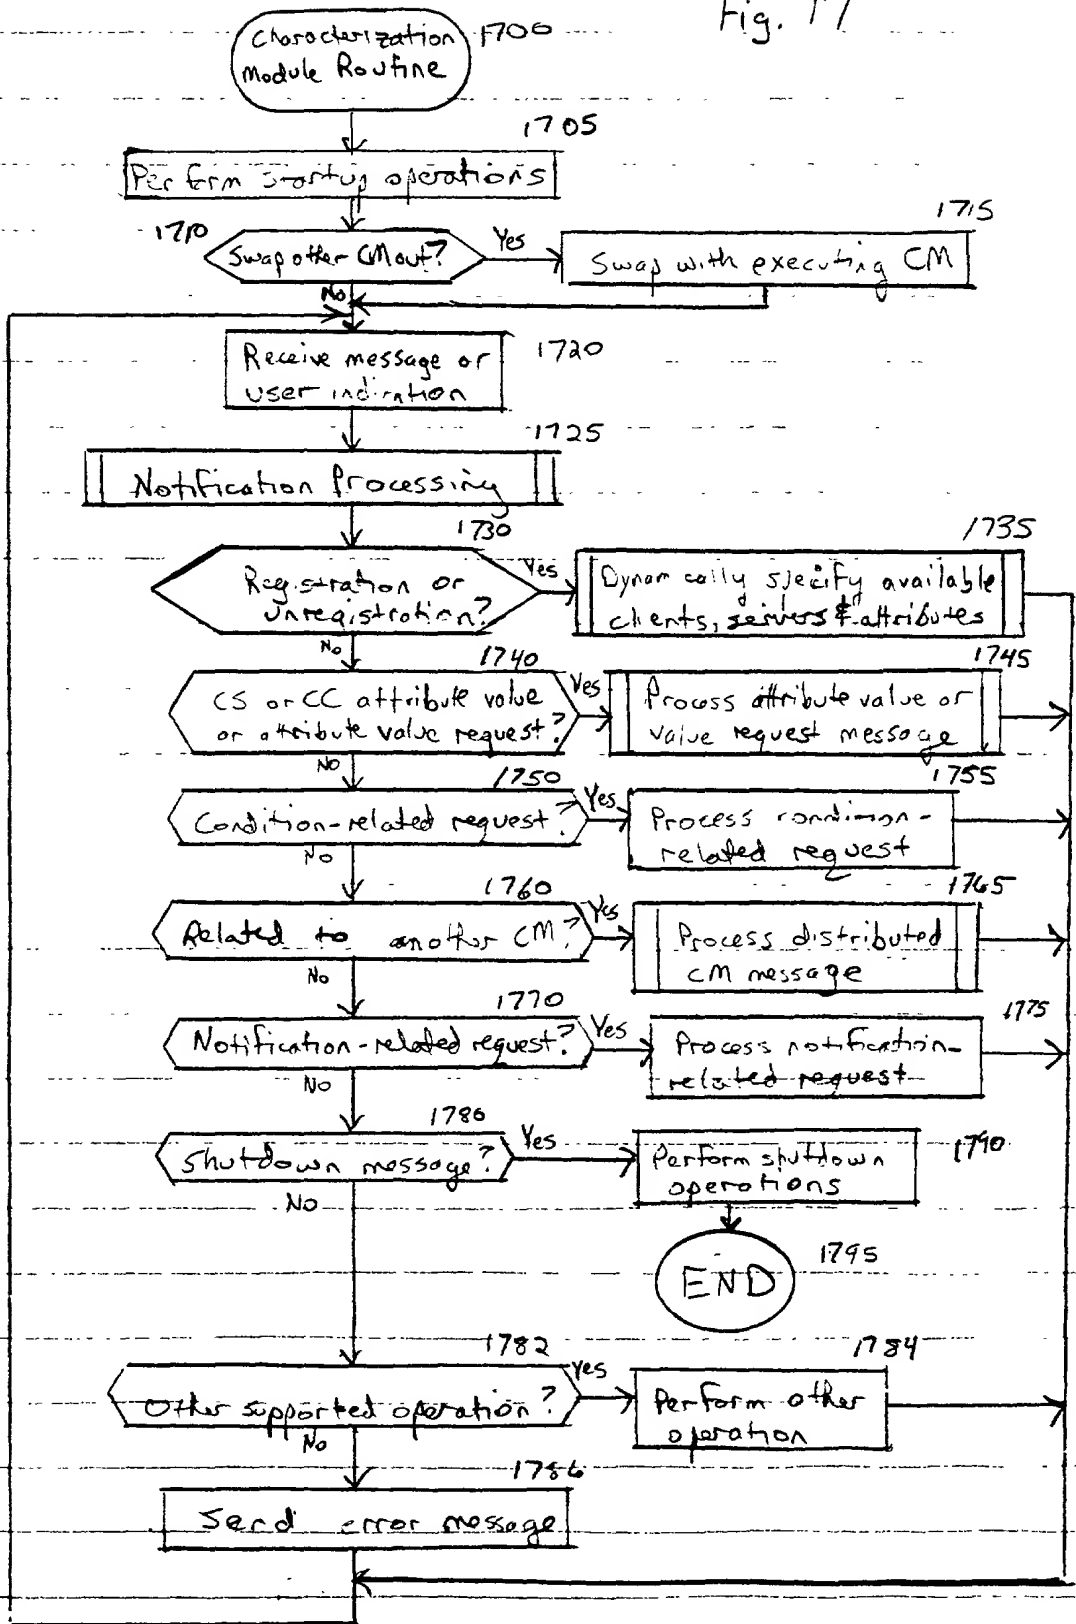 Fig. 17
Characterization
Module Routine
1700
1705
Perform startup operations
1710
Swap other CM out?
Yes
1715
Swap with executing CM
No
1720
Receive message or
user indication
1725
Notification Processing
1730
Registration or
unregistration?
Yes
1735
Dynamically specify available
clients, servers & attributes
No
1740
CS or CC attribute value
or attribute value request?
Yes
1745
Process attribute value or
value request message
No
1750
Condition-related request?
Yes
1755
Process condition-
related request
No
1760
Related to another CM?
Yes
1765
Process distributed
CM message
No
1770
Notification-related request?
Yes
1775
Process notification-
related request
No
1780
Shutdown message?
Yes
1790
Perform shutdown
operations
No
1795
END
1782
Other supported operation?
Yes
1784
Perform other
operation
No
1786
Send error message